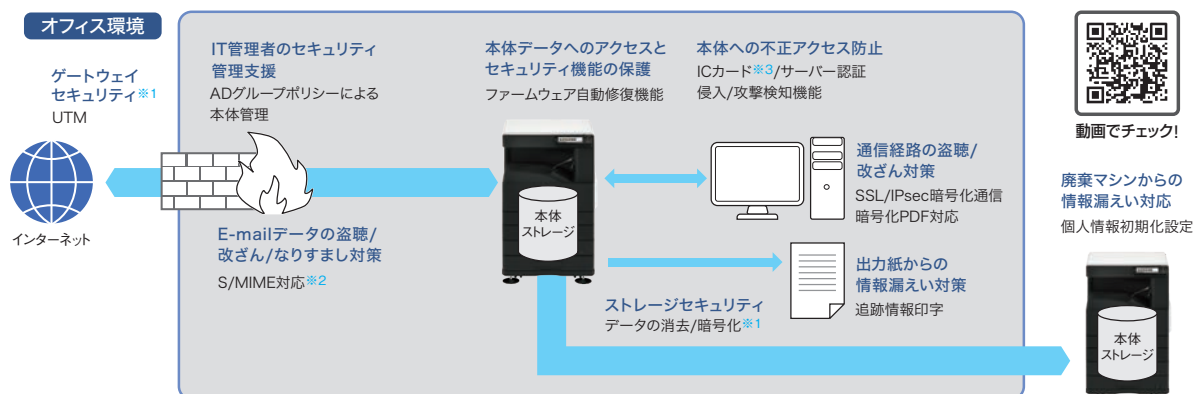 オフィス環境
ゲートウェイ
セキュリティ※1
UTM
インターネット
IT管理者のセキュリティ
管理支援
ADグループポリシーによる
本体管理
E-mailデータの盗聴/
改ざん/なりすまし対策
S/MIME対応※2
本体データへのアクセスと
セキュリティ機能の保護
ファームウェア自動修復機能
本体
ストレージ
本体への不正アクセス防止
ICカード※3/サーバー認証
侵入/攻撃検知機能
通信経路の盗聴/
改ざん対策
SSL/IPsec暗号化通信
暗号化PDF対応
出力紙からの
情報漏えい対策
追跡情報印字
ストレージセキュリティ
データの消去/暗号化※1
動画でチェック!
廃棄マシンからの
情報漏えい対応
個人情報初期化設定
本体
ストレージ